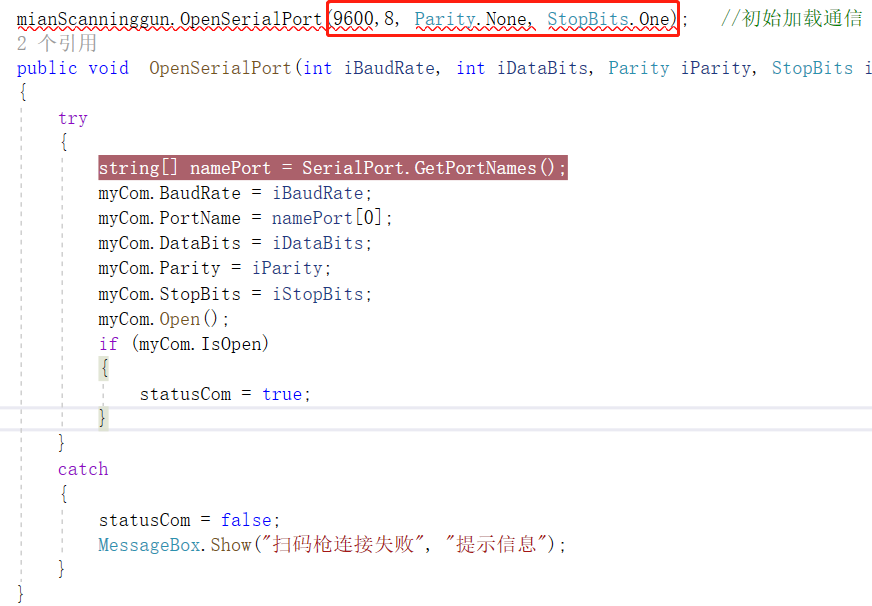 mianScanninggun.OpenSerialPort(9600,8, Parity.None, StopBits.One); //初始加载通信
2 个引用
public void OpenSerialPort(int iBaudRate, int iDataBits, Parity iParity, StopBits i
{
try
{
string[] namePort = SerialPort.GetPortNames();
myCom.BaudRate = iBaudRate;
myCom.PortName = namePort[0];
myCom.DataBits = iDataBits;
myCom.Parity = iParity;
myCom.StopBits = iStopBits;
myCom.Open();
if (myCom.IsOpen)
{
statusCom = true;
}
}
catch
{
statusCom = false;
MessageBox.Show("扫码枪连接失败", "提示信息");
}
}